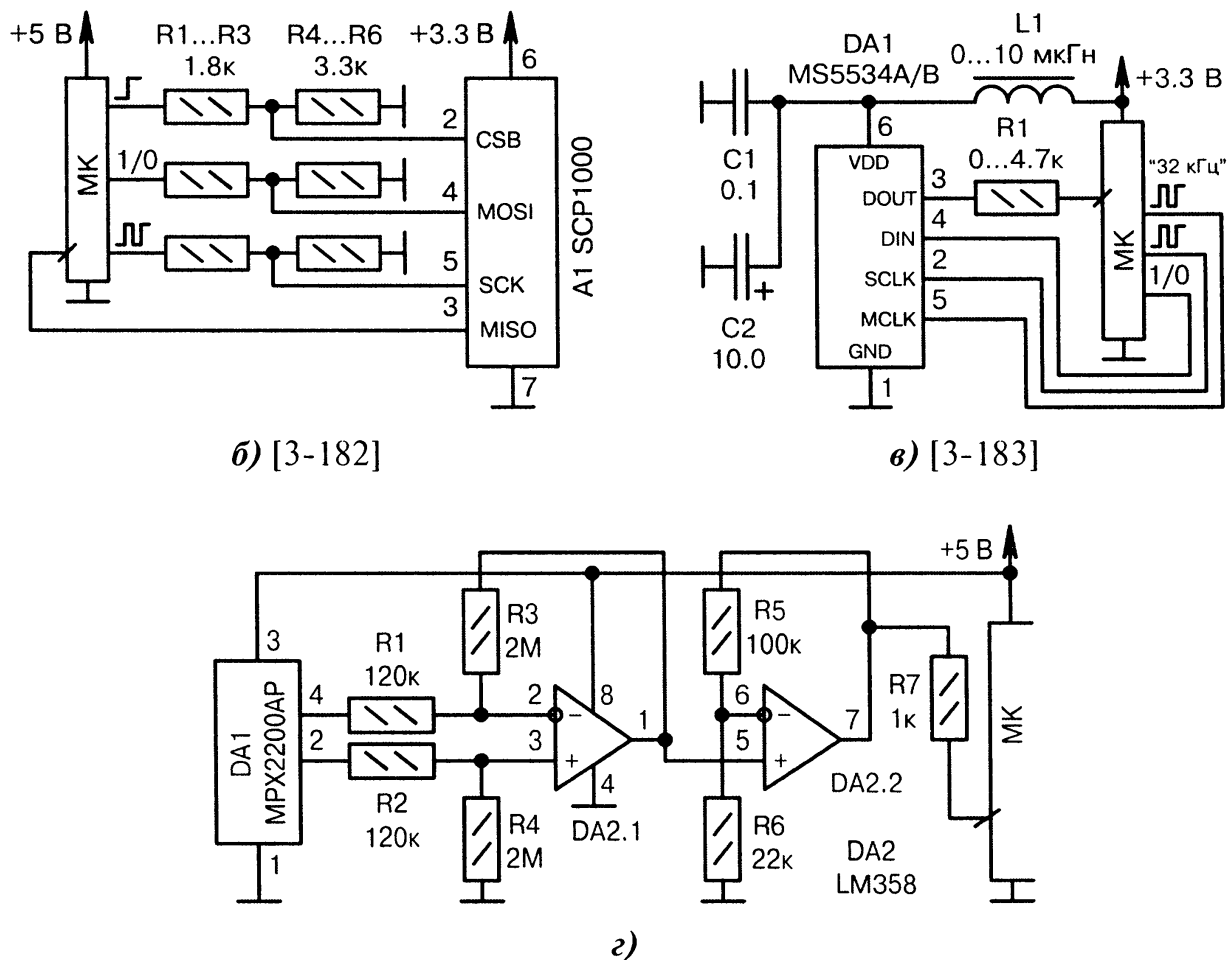 +5 В
R1...R3
1.8к
R4...R6
3.3к
+3.3 В
6
МК
1/0
2
CSB
4
MOSI
5
SCK
3
MISO
7
A1 SCP1000
б) [3-182]
DA1
MS5534A/B
L1
0...10 мкГн
+3.3 В
C1
0.1
C2
10.0
+
6
VDD
DOUT
DIN
SCLK
MCLK
GND
1
3
4
2
5
R1
0...4.7к
МК
"32 кГц"
1/0
в) [3-183]
+5 В
DA1
MPX2200AP
3
4
2
1
R1
120к
R2
120к
R3
2М
R4
2М
2
3
8
4
1
−
+
DA2.1
R5
100к
R6
22к
6
5
7
−
+
DA2.2
DA2
LM358
R7
1к
МК
г)